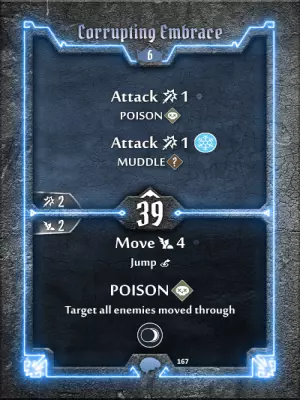 Corrupting Embrace
6
Attack 1
POISON
Attack 1
MUDDLE
2
39
2
Move 4
Jump
POISON
Target all enemies moved through
167